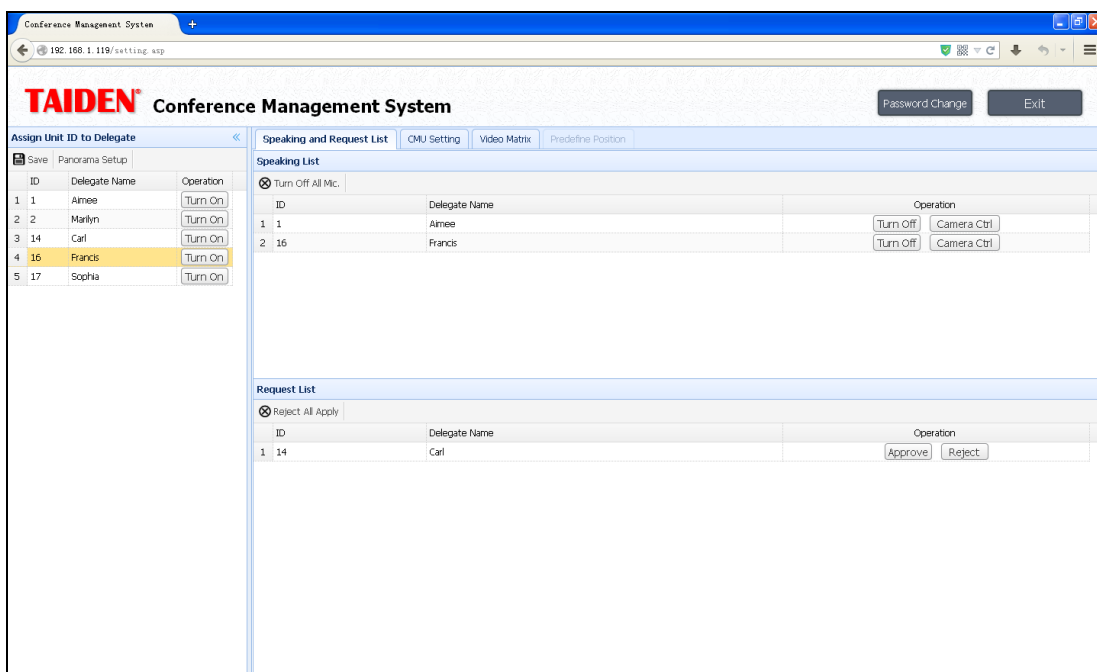 Conference Management System
192.168.1.119/setting.asp
TAIDEN® Conference Management System
Password Change
Exit
Assign Unit ID to Delegate
Save Panorama Setup
ID Delegate Name Operation
1 1 Aimee Turn On
2 2 Marilyn Turn On
3 14 Carl Turn On
4 16 Francis Turn On
5 17 Sophia Turn On
Speaking and Request List CMU Setting Video Matrix Predefine Position
Speaking List
Turn Off All Mic.
ID Delegate Name Operation
1 1 Aimee Turn Off Camera Ctrl
2 16 Francis Turn Off Camera Ctrl
Request List
Reject All Apply
ID Delegate Name Operation
1 14 Carl Approve Reject